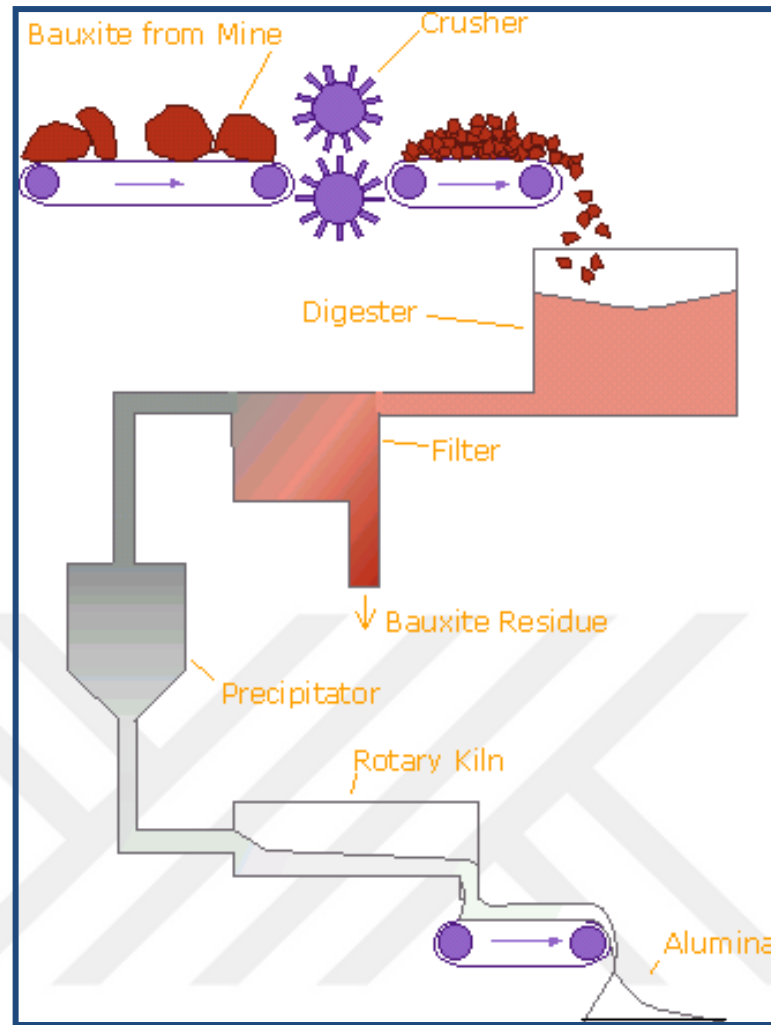 Bauxite from Mine
Crusher
Digester
Filter
Bauxite Residue
Precipitator
Rotary Kiln
Alumina